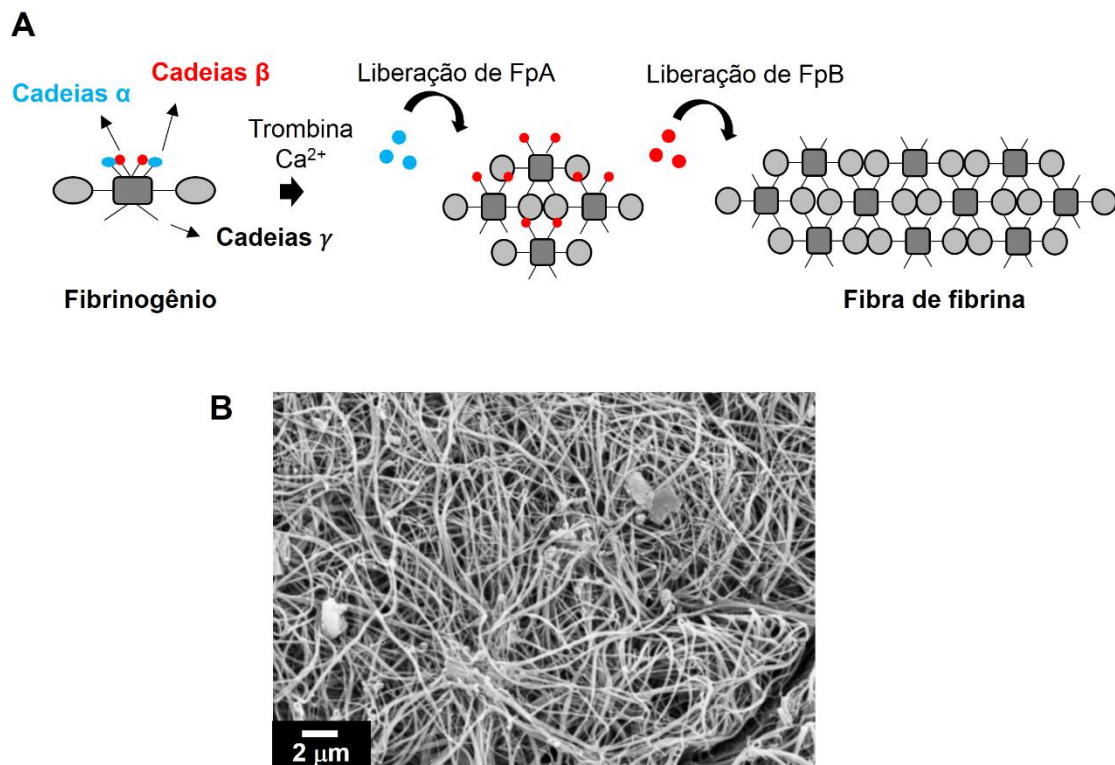 A
Cadeias β
Cadeias α
Liberação de FpA
Liberação de FpB
Trombina
Ca²⁺
Cadeias γ
Fibrinogênio
Fibra de fibrina
B
2 μm